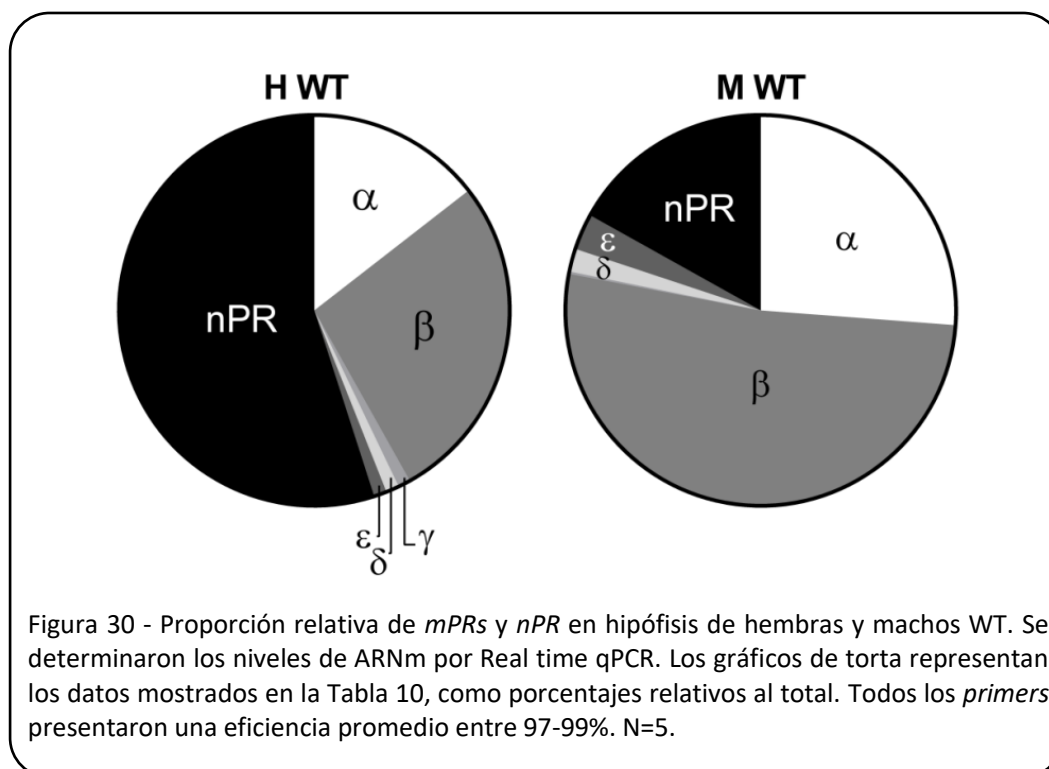 H WT
M WT
α
β
nPR
ε
δ
γ
nPR
α
ε
δ
β
Figura 30 - Proporción relativa de mPRs y nPR en hipófisis de hembras y machos WT. Se
determinaron los niveles de ARNm por Real time qPCR. Los gráficos de torta representan
los datos mostrados en la Tabla 10, como porcentajes relativos al total. Todos los primers
presentaron una eficiencia promedio entre 97-99%. N=5.